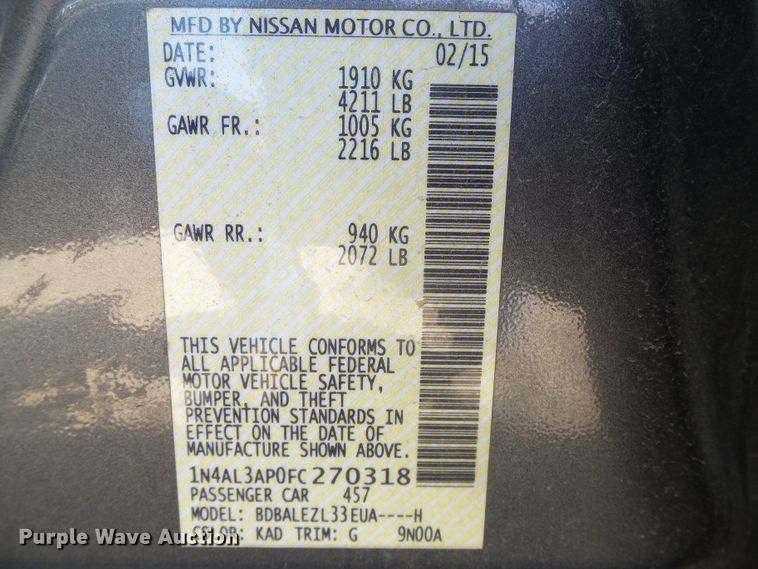 MFD BY NISSAN MOTOR CO., LTD.
DATE: 02/15
GVWR: 1910 KG
4211 LB
GAWR FR.: 1005 KG
2216 LB
GAWR RR.: 940 KG
2072 LB
THIS VEHICLE CONFORMS TO
ALL APPLICABLE FEDERAL
MOTOR VEHICLE SAFETY,
BUMPER, AND THEFT
PREVENTION STANDARDS IN
EFFECT ON THE DATE OF
MANUFACTURE SHOWN ABOVE.
1N4AL3AP0FC270318
PASSENGER CAR 457
MODEL: BDBALEZL33EUA----H
COLOR: KAD TRIM: G 9N00A
Purple Wave Auction